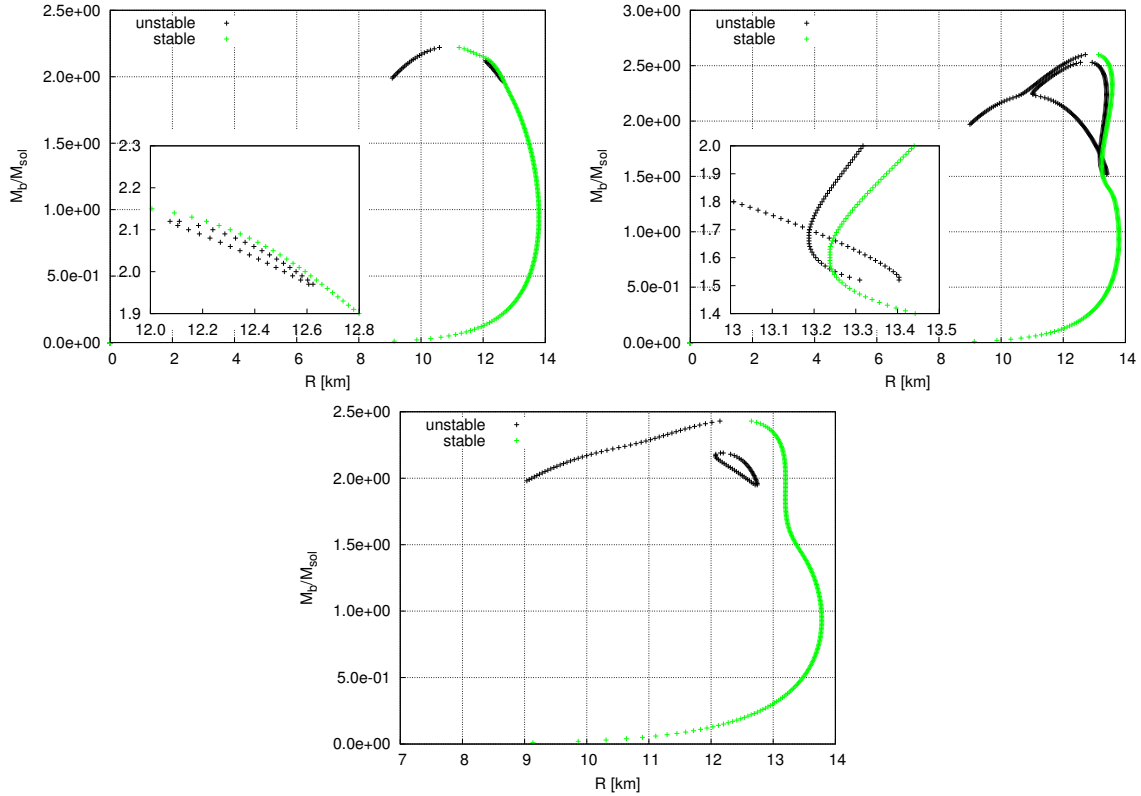 2.5e+00
unstable +
stable +
2.0e+00
1.5e+00
1.0e+00
5.0e-01
0.0e+00
M_b/M_sol
2.3
2.2
2.1
2.0
1.9
12.0 12.2 12.4 12.6 12.8
0 2 4 6 8 10 12 14
R [km]
3.0e+00
unstable +
stable +
2.5e+00
2.0e+00
1.5e+00
1.0e+00
5.0e-01
0.0e+00
M_b/M_sol
2.0
1.9
1.8
1.7
1.6
1.5
1.4
13 13.1 13.2 13.3 13.4 13.5
0 2 4 6 8 10 12 14
R [km]
2.5e+00
unstable +
stable +
2.0e+00
1.5e+00
1.0e+00
5.0e-01
0.0e+00
M_b/M_sol
7 8 9 10 11 12 13 14
R [km]